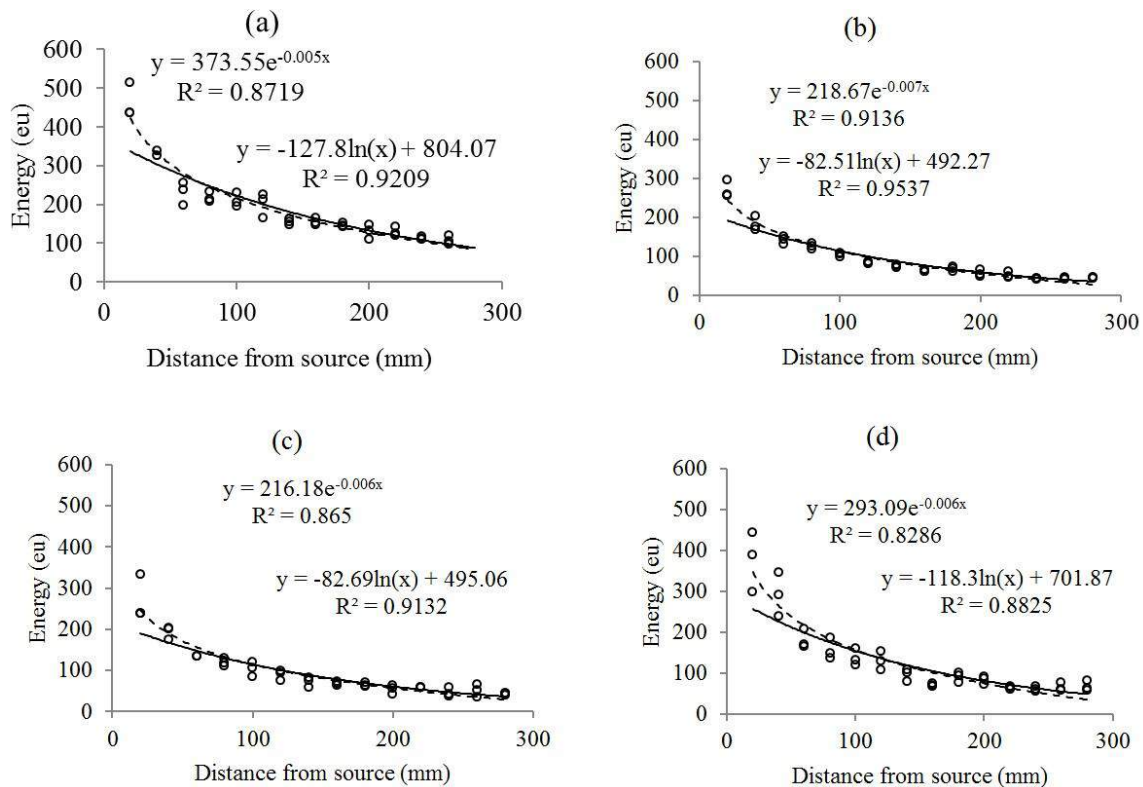 (a)
600
500
400
300
200
100
0
Energy (eu)
y = 373.55e^-0.005x
R² = 0.8719
y = -127.8ln(x) + 804.07
R² = 0.9209
0 100 200 300
Distance from source (mm)
(b)
600
500
400
300
200
100
0
Energy (eu)
y = 218.67e^-0.007x
R² = 0.9136
y = -82.51ln(x) + 492.27
R² = 0.9537
0 100 200 300
Distance from source (mm)
(c)
600
500
400
300
200
100
0
Energy (eu)
y = 216.18e^-0.006x
R² = 0.865
y = -82.69ln(x) + 495.06
R² = 0.9132
0 100 200 300
Distance from source (mm)
(d)
600
500
400
300
200
100
0
Energy (eu)
y = 293.09e^-0.006x
R² = 0.8286
y = -118.3ln(x) + 701.87
R² = 0.8825
0 100 200 300
Distance from source (mm)